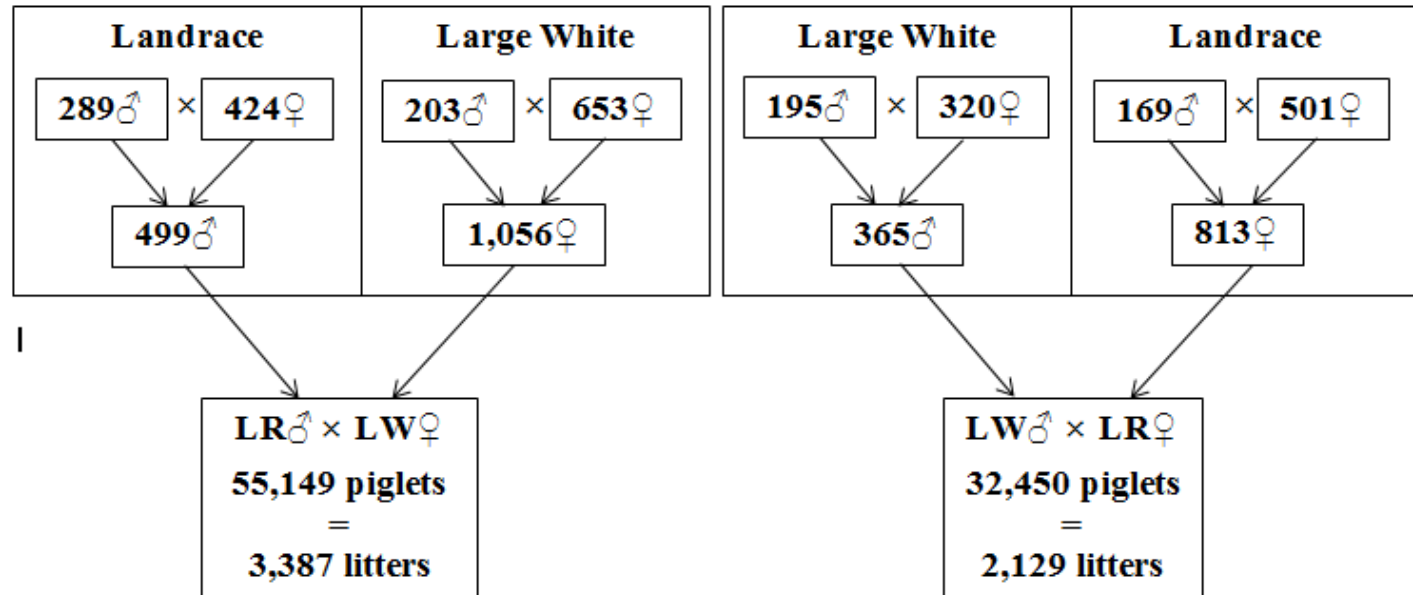 Landrace
Large White
Large White
Landrace
289♂ × 424♀
203♂ × 653♀
195♂ × 320♀
169♂ × 501♀
499♂
1,056♀
365♂
813♀
LR♂ × LW♀
55,149 piglets
=
3,387 litters
LW♂ × LR♀
32,450 piglets
=
2,129 litters